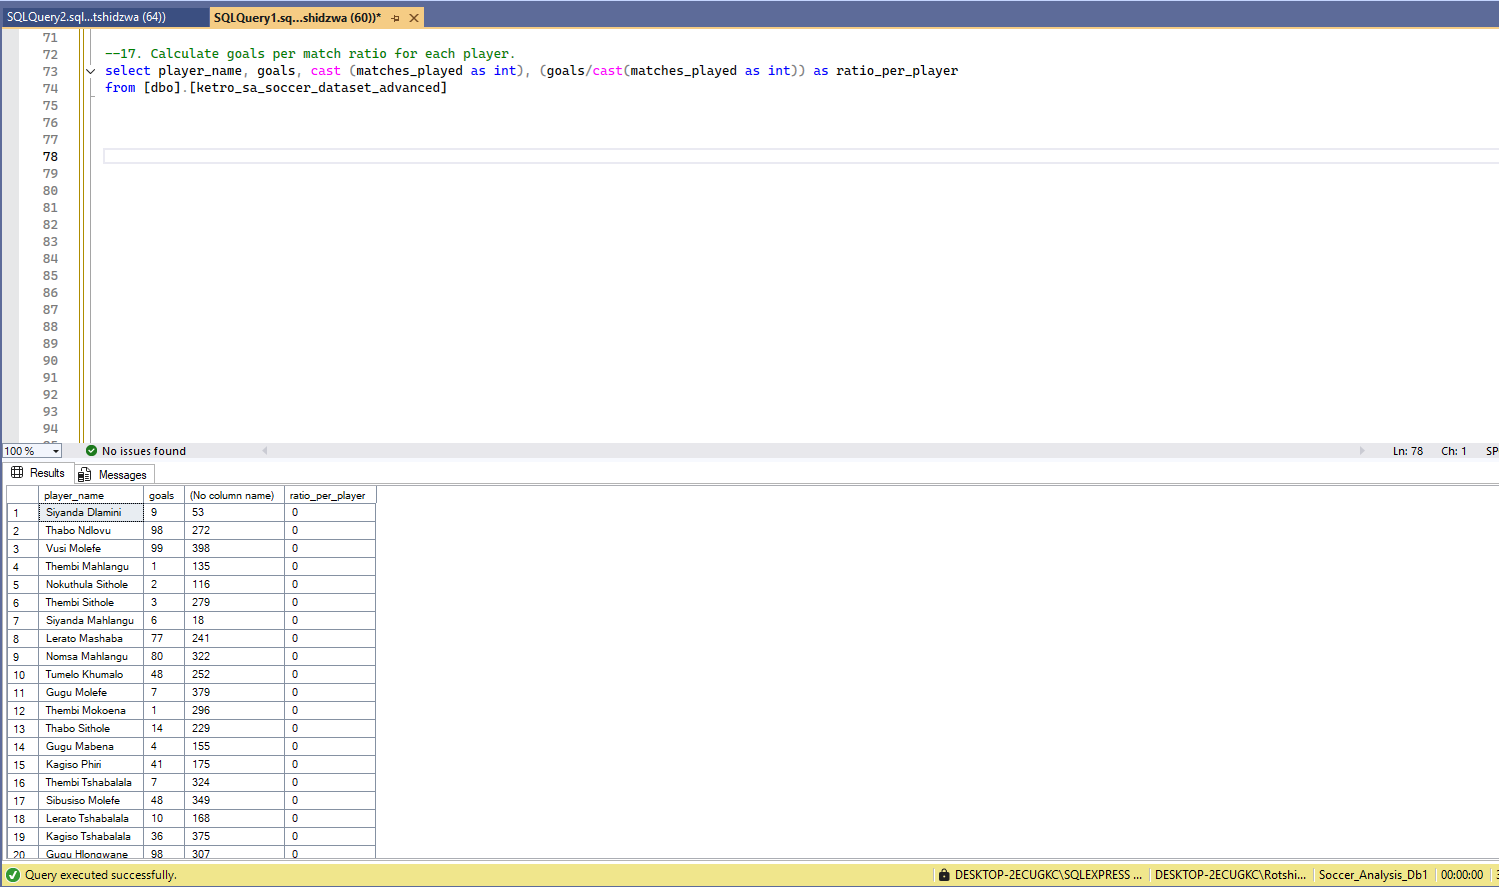 SQLQuery2.sql...tshidzwa (64))
SQLQuery1.sq...shidzwa (60))*
71
72 --17. Calculate goals per match ratio for each player.
73 select player_name, goals, cast (matches_played as int), (goals/cast(matches_played as int)) as ratio_per_player
74 from [dbo].[ketro_sa_soccer_dataset_advanced]
75
76
77
78
79
80
81
82
83
84
85
86
87
88
89
90
91
92
93
94
100 % No issues found Ln: 78 Ch: 1 SP
Results Messages
player_name goals (No column name) ratio_per_player
1 Siyanda Dlamini 9 53 0
2 Thabo Ndlovu 98 272 0
3 Vusi Molefe 99 398 0
4 Thembi Mahlangu 1 135 0
5 Nokuthula Sithole 2 116 0
6 Thembi Sithole 3 279 0
7 Siyanda Mahlangu 6 18 0
8 Lerato Mashaba 77 241 0
9 Nomsa Mahlangu 80 322 0
10 Tumelo Khumalo 48 252 0
11 Gugu Molefe 7 379 0
12 Thembi Mokoena 1 296 0
13 Thabo Sithole 14 229 0
14 Gugu Mabena 4 155 0
15 Kagiso Phiri 41 175 0
16 Thembi Tshabalala 7 324 0
17 Sibusiso Molefe 48 349 0
18 Lerato Tshabalala 10 168 0
19 Kagiso Tshabalala 36 375 0
20 Gugu Hlongwane 98 307 0
Query executed successfully. DESKTOP-2ECUGKC\SQLEXPRESS ... DESKTOP-2ECUGKC\Rotshi... Soccer_Analysis_Db1 00:00:00